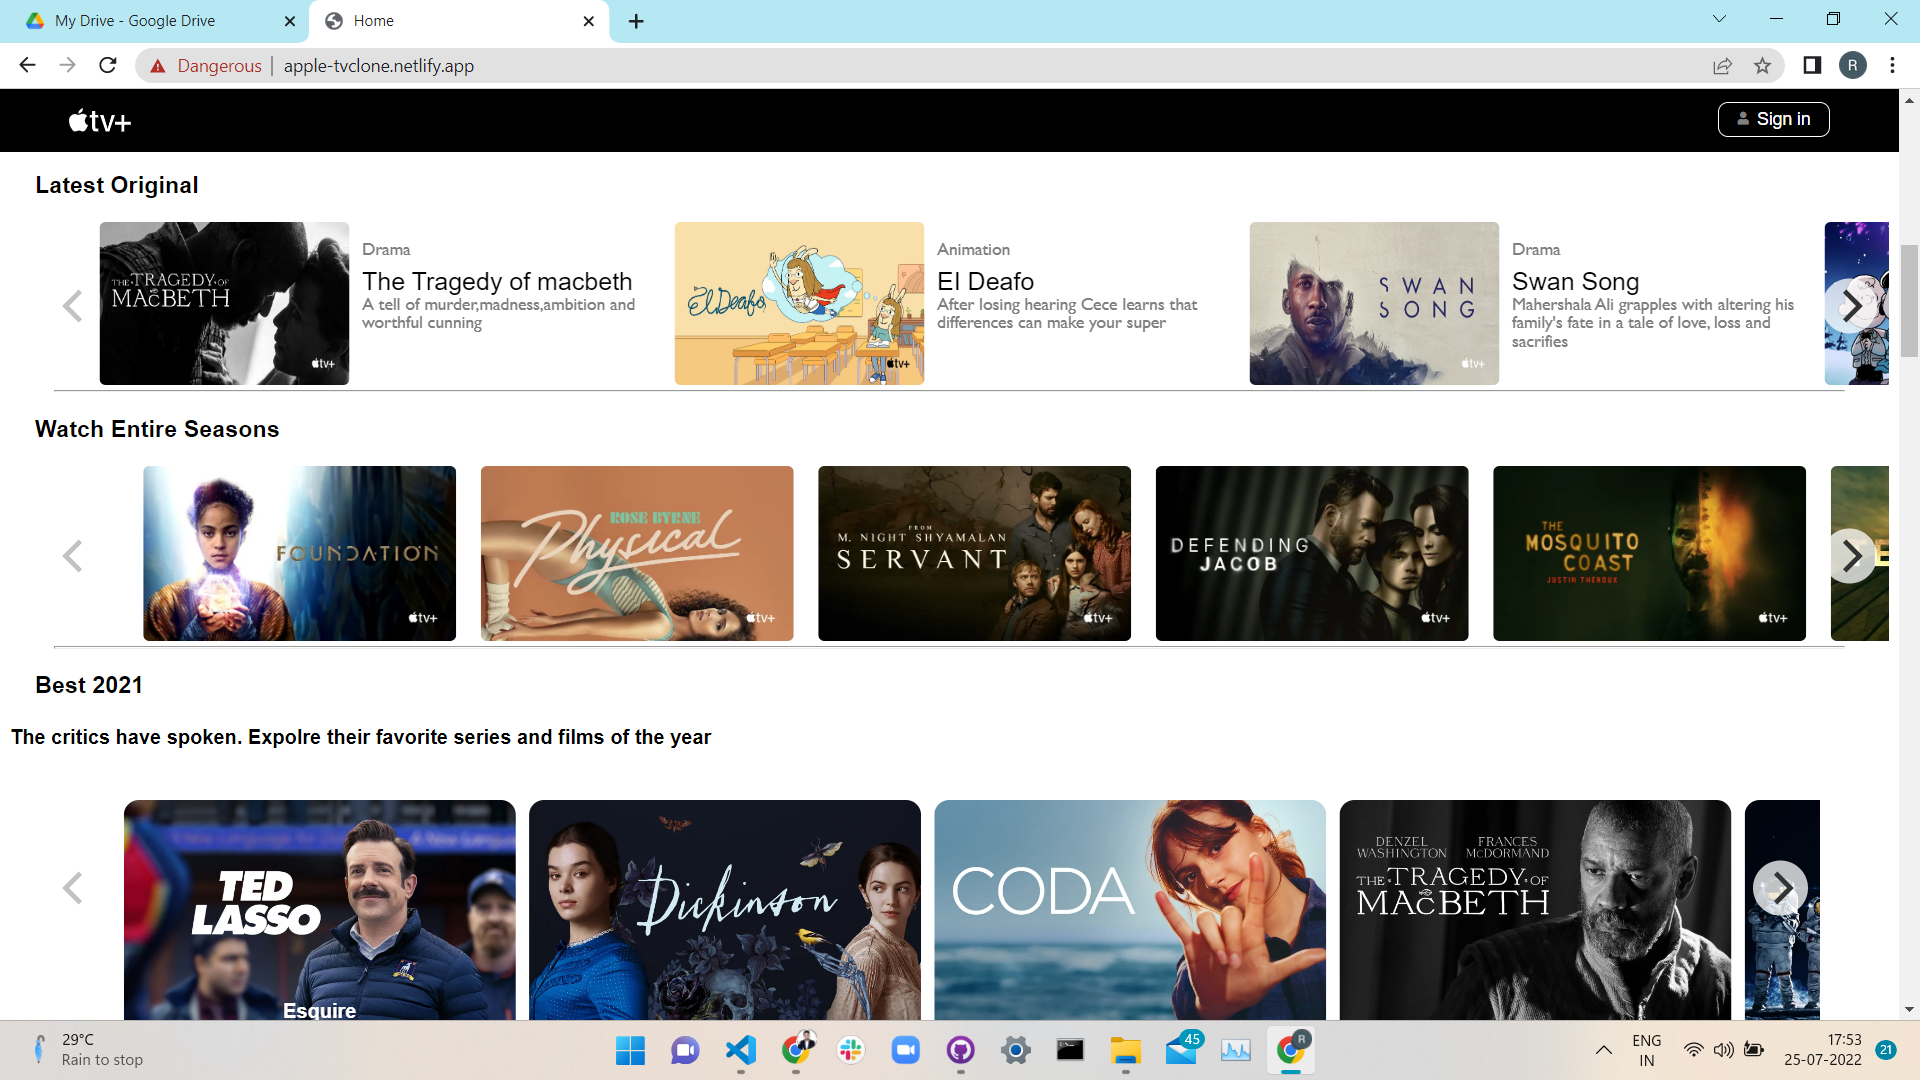 My Drive - Google Drive
Home
Dangerous
apple-tvclone.netlify.app
R
tv+
Sign in
Latest Original
THE TRAGEDY OF
MACBETH
tv+
Drama
The Tragedy of macbeth
A tell of murder,madness,ambition and
worthful cunning
El Deafo
tv+
Animation
El Deafo
After losing hearing Cece learns that
differences can make your super
SWAN
SONG
tv+
Drama
Swan Song
Mahershala Ali grapples with altering his
family's fate in a tale of love, loss and
sacrifies
Watch Entire Seasons
FOUNDATION
tv+
ROSE BYRNE
Physical
tv+
FROM
M. NIGHT SHYAMALAN
SERVANT
tv+
DEFENDING
JACOB
tv+
THE
MOSQUITO
COAST
JUSTIN THEROUX
tv+
Best 2021
The critics have spoken. Expolre their favorite series and films of the year
TED
LASSO
Esquire
Dickinson
CODA
DENZEL
WASHINGTON
FRANCES
McDORMAND
THE TRAGEDY OF
MACBETH
29°C
Rain to stop
45
R
ENG
IN
17:53
25-07-2022
21